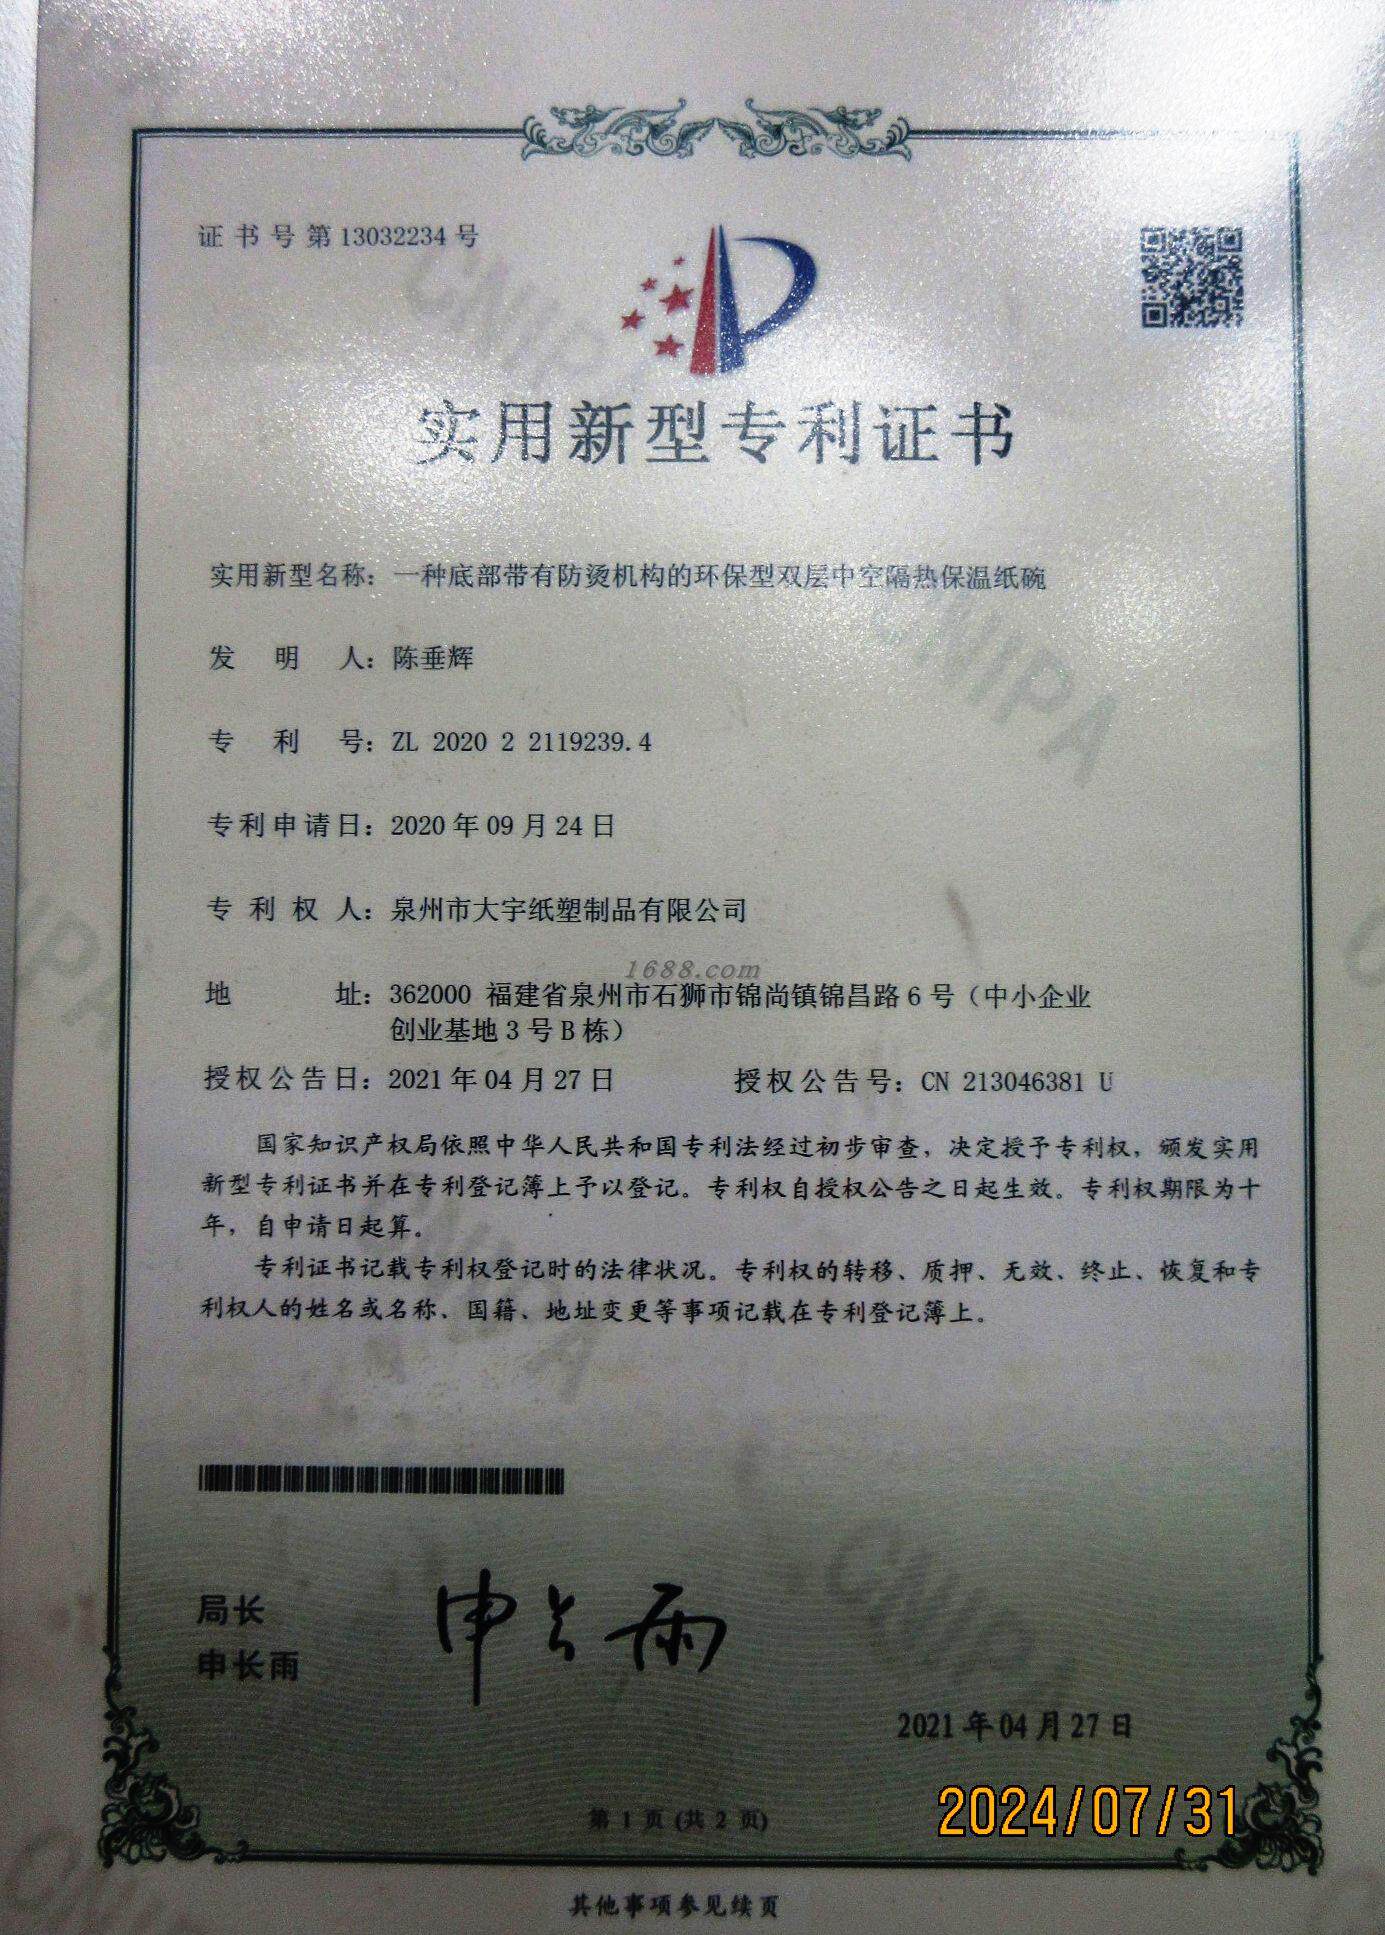 证书号第13032234号
实用新型专利证书
实用新型名称：一种底部带有防烫机构的环保型双层中空隔热保温纸碗
发明人：陈垂辉
专利号：ZL 2020 2 2119239.4
专利申请日：2020年09月24日
专利权人：泉州市大宇纸塑制品有限公司
1688.com
地址：362000 福建省泉州市石狮市锦尚镇锦昌路6号（中小企业
创业基地3号B栋）
授权公告日：2021年04月27日 授权公告号：CN 213046381 U
国家知识产权局依照中华人民共和国专利法经过初步审查，决定授予专利权，颁发实用
新型专利证书并在专利登记簿上予以登记。专利权自授权公告之日起生效。专利权期限为十
年，自申请日起算。
专利证书记载专利权登记时的法律状况。专利权的转移、质押、无效、终止、恢复和专
利权人的姓名或名称、国籍、地址变更等事项记载在专利登记簿上。
局长
申长雨
申长雨
2021年04月27日
2024/07/31
第1页(共2页)
其他事项参见续页
CNIPA
CNIPA
CNIPA
CNIPA